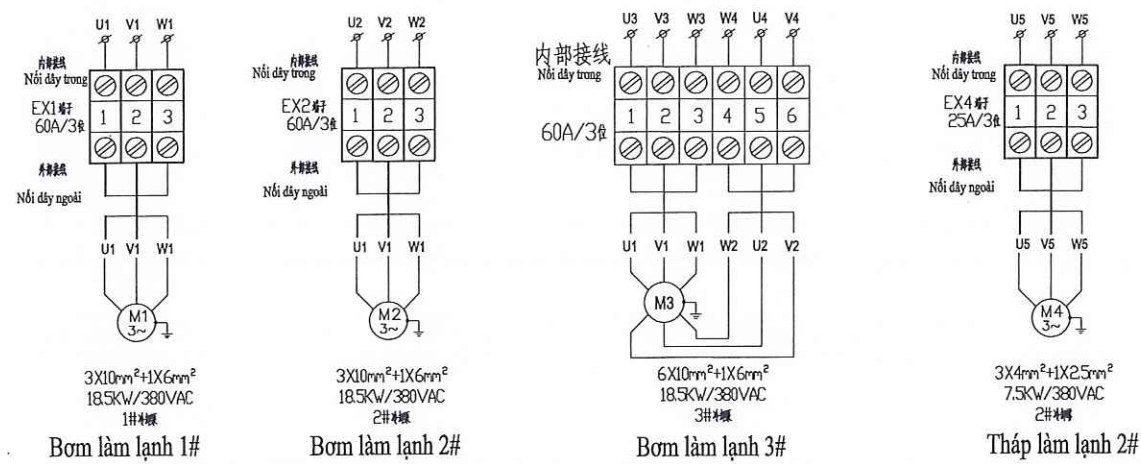 U1 V1 W1
内部接线
Nối dây trong
EX1端子
60A/3位
1 2 3
外部接线
Nối dây ngoài
U1 V1 W1
M1
3~
3X10mm²+1X6mm²
18.5KW/380VAC
1#
Bơm làm lạnh 1#
U2 V2 W2
内部接线
Nối dây trong
EX2端子
60A/3位
1 2 3
外部接线
Nối dây ngoài
U1 V1 W1
M2
3~
3X10mm²+1X6mm²
18.5KW/380VAC
2#
Bơm làm lạnh 2#
U3 V3 W3 W4 U4 V4
内部接线
Nối dây trong
60A/3位
1 2 3 4 5 6
U1 V1 W1 W2 U2 V2
M3
6X10mm²+1X6mm²
18.5KW/380VAC
3#
Bơm làm lạnh 3#
U5 V5 W5
内部接线
Nối dây trong
EX4端子
25A/3位
1 2 3
外部接线
Nối dây ngoài
U5 V5 W5
M4
3~
3X4mm²+1X2.5mm²
7.5KW/380VAC
2#
Tháp làm lạnh 2#